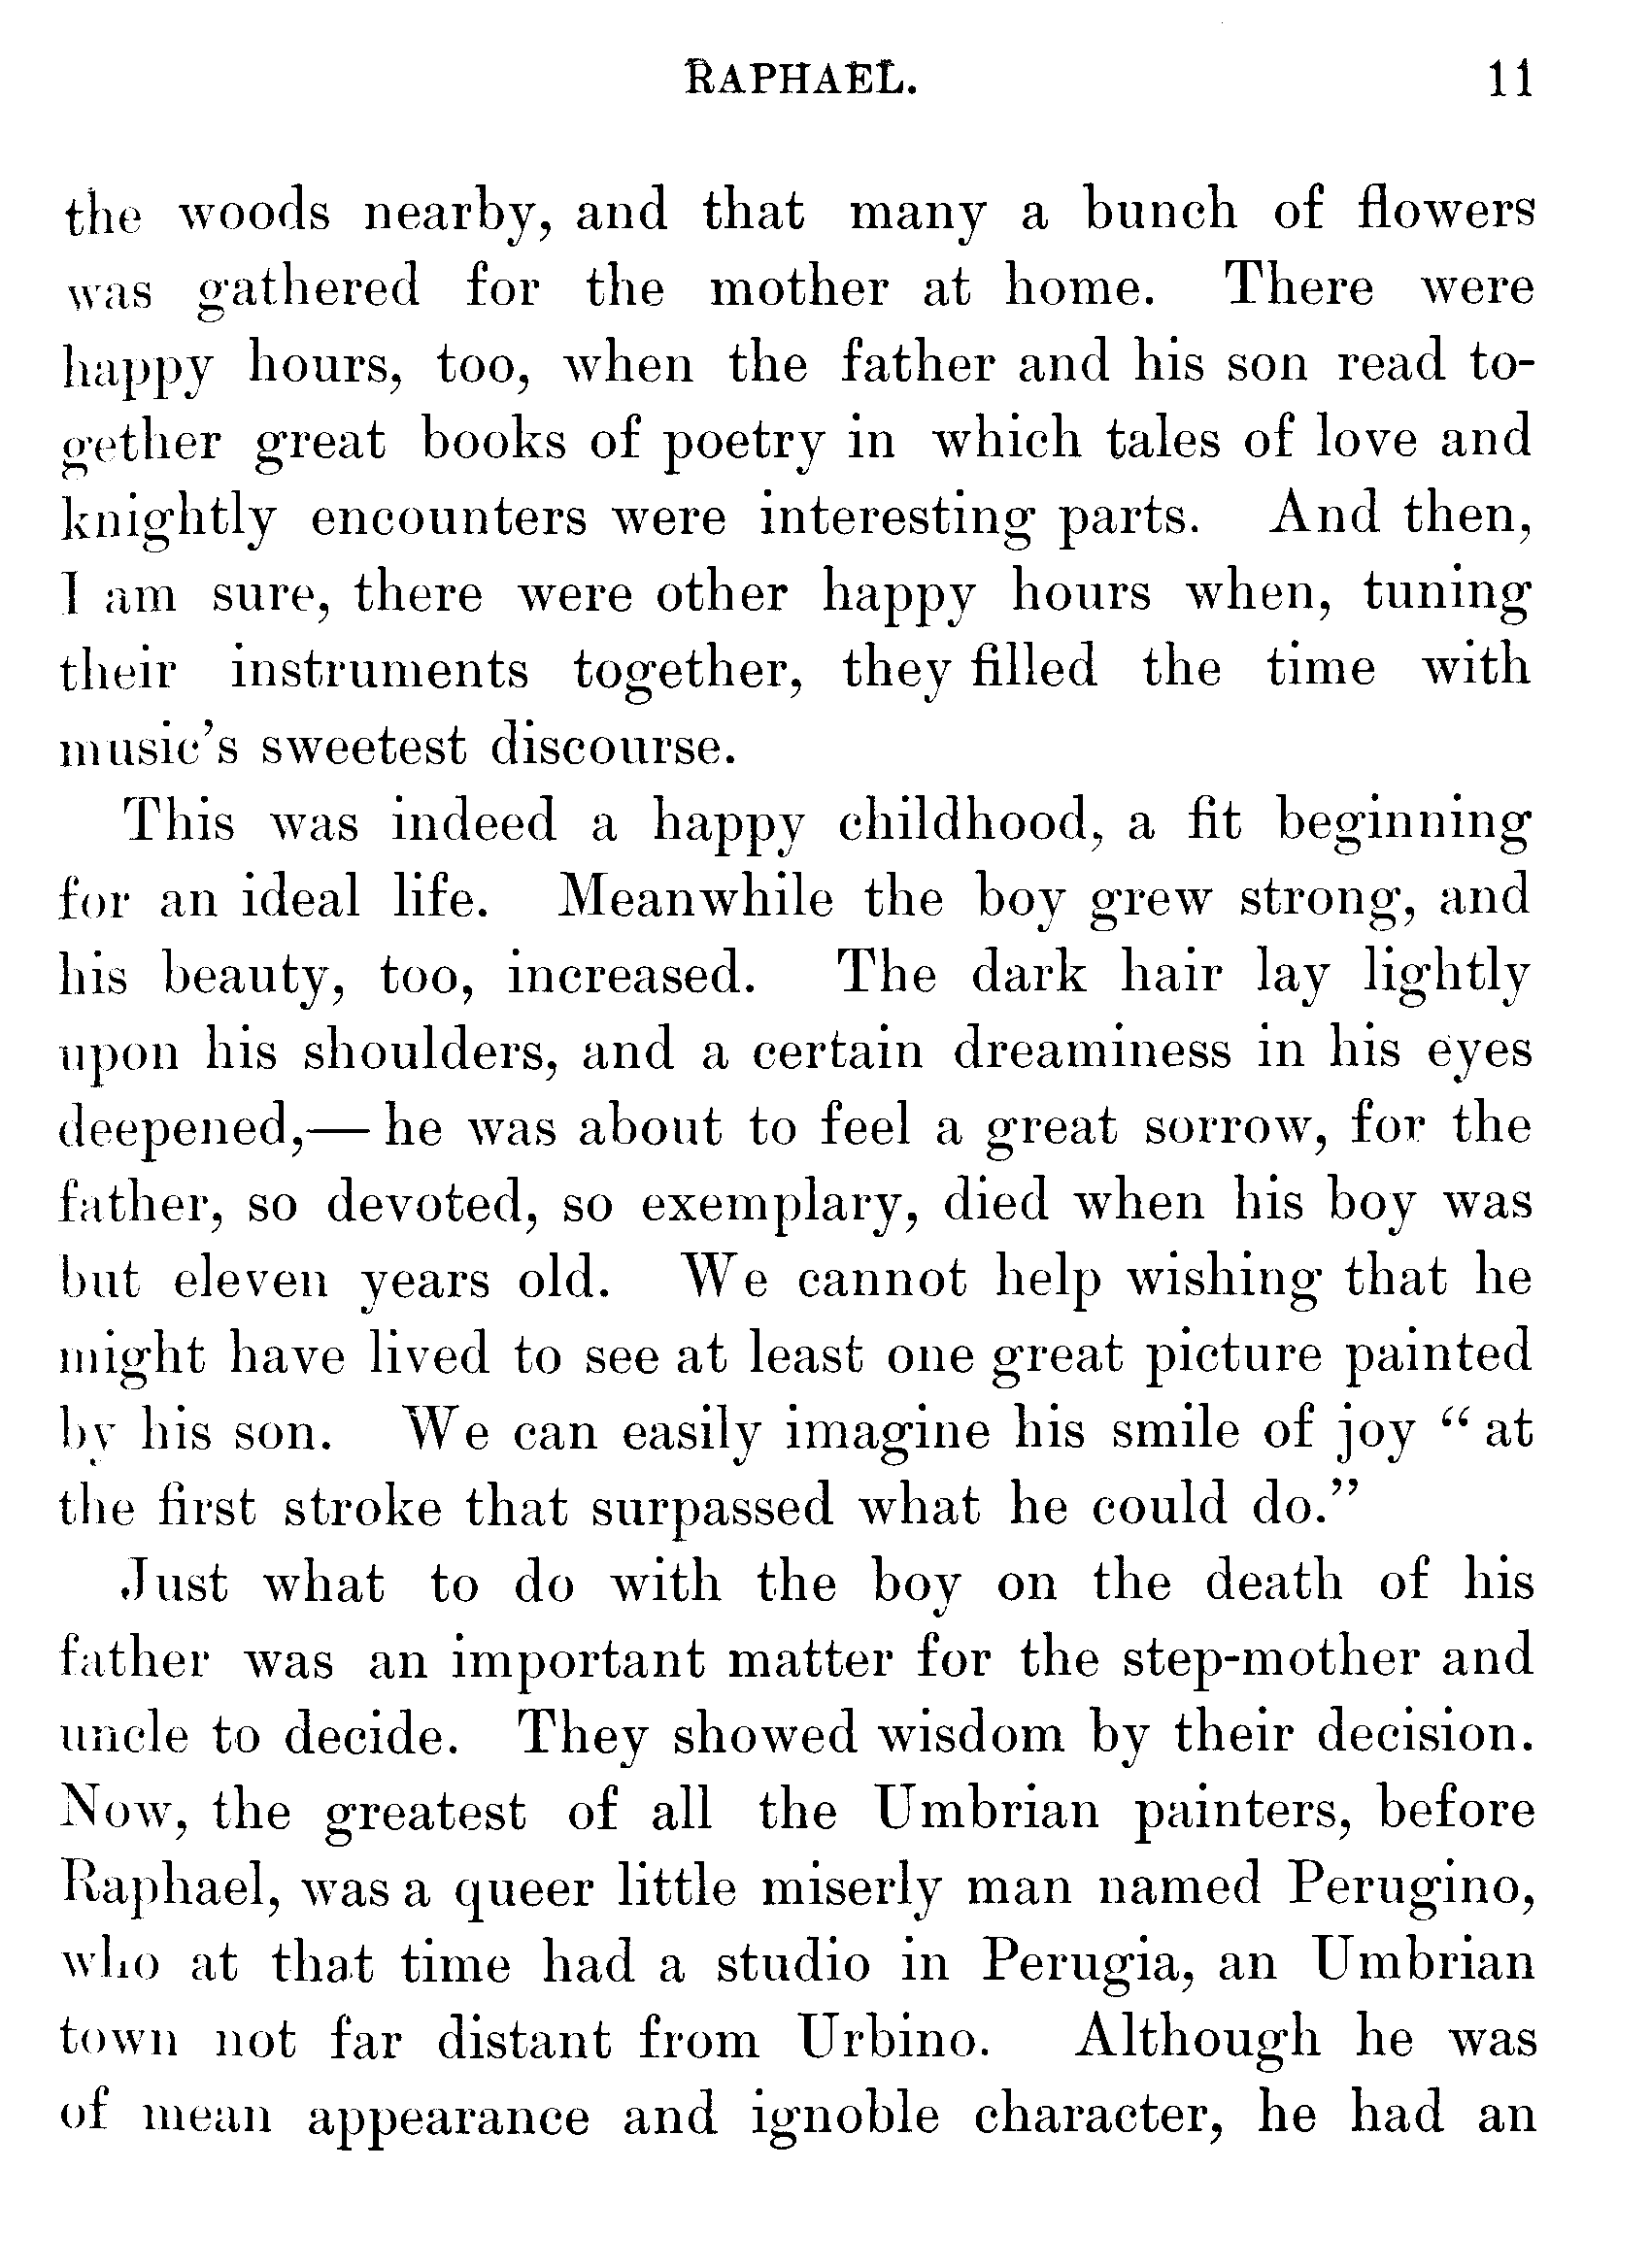 RAPHAEL. 11
the woods nearby, and that many a bunch of flowers
was gathered for the mother at home. There were
happy hours, too, when the father and his son read to-
gether great books of poetry in which tales of love and
knightly encounters were interesting parts. And then,
I am sure, there were other happy hours when, tuning
their instruments together, they filled the time with
music's sweetest discourse.
This was indeed a happy childhood, a fit beginning
for an ideal life. Meanwhile the boy grew strong, and
his beauty, too, increased. The dark hair lay lightly
upon his shoulders, and a certain dreaminess in his eyes
deepened,— he was about to feel a great sorrow, for the
father, so devoted, so exemplary, died when his boy was
but eleven years old. We cannot help wishing that he
might have lived to see at least one great picture painted
by his son. We can easily imagine his smile of joy “ at
the first stroke that surpassed what he could do.”
Just what to do with the boy on the death of his
father was an important matter for the step-mother and
uncle to decide. They showed wisdom by their decision.
Now, the greatest of all the Umbrian painters, before
Raphael, was a queer little miserly man named Perugino,
who at that time had a studio in Perugia, an Umbrian
town not far distant from Urbino. Although he was
of mean appearance and ignoble character, he had an